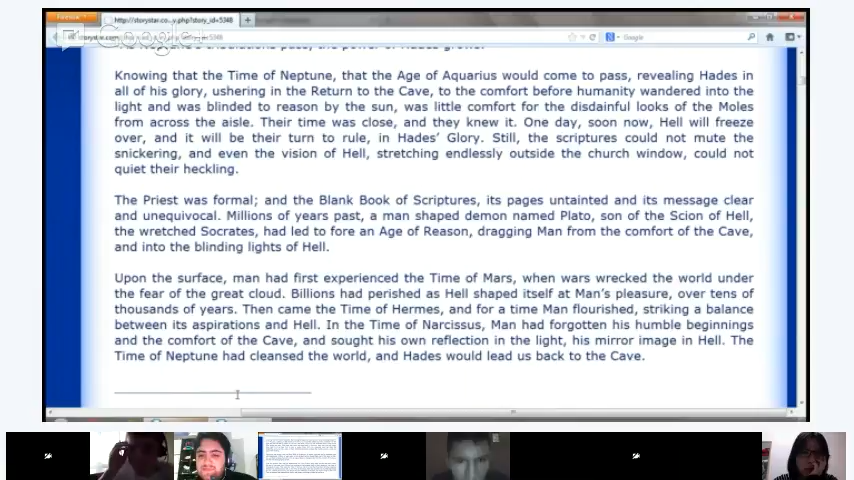 Firefox
http://storystar.co...y.php?story_id=5348
Google+
Google
Knowing that the Time of Neptune, that the Age of Aquarius would come to pass, revealing Hades in
all of his glory, ushering in the Return to the Cave, to the comfort before humanity wandered into the
light and was blinded to reason by the sun, was little comfort for the disdainful looks of the Moles
from across the aisle. Their time was close, and they knew it. One day, soon now, Hell will freeze
over, and it will be their turn to rule, in Hades' Glory. Still, the scriptures could not mute the
snickering, and even the vision of Hell, stretching endlessly outside the church window, could not
quiet their heckling.
The Priest was formal; and the Blank Book of Scriptures, its pages untainted and its message clear
and unequivocal. Millions of years past, a man shaped demon named Plato, son of the Scion of Hell,
the wretched Socrates, had led to fore an Age of Reason, dragging Man from the comfort of the Cave,
and into the blinding lights of Hell.
Upon the surface, man had first experienced the Time of Mars, when wars wrecked the world under
the fear of the great cloud. Billions had perished as Hell shaped itself at Man's pleasure, over tens of
thousands of years. Then came the Time of Hermes, and for a time Man flourished, striking a balance
between its aspirations and Hell. In the Time of Narcissus, Man had forgotten his humble beginnings
and the comfort of the Cave, and sought his own reflection in the light, his mirror image in Hell. The
Time of Neptune had cleansed the world, and Hades would lead us back to the Cave.